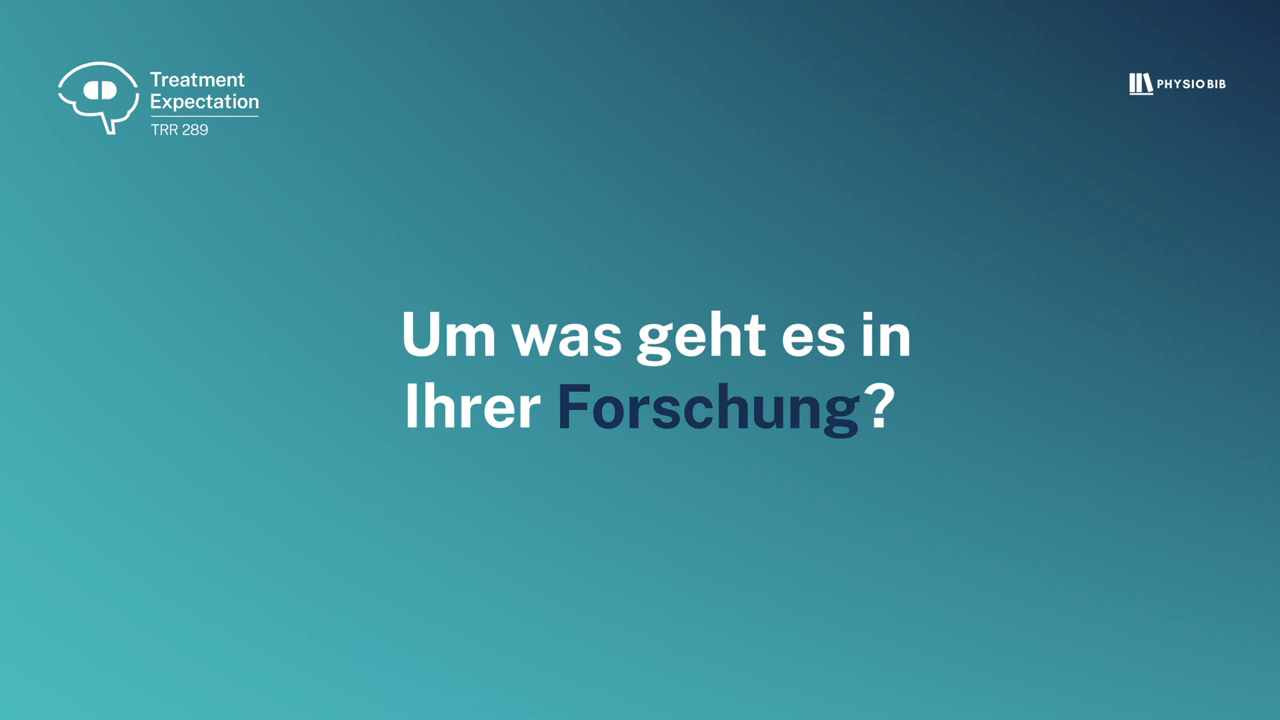 Treatment
Expectation
TRR 289
PHYSIOBIB
Um was geht es in
Ihrer Forschung?